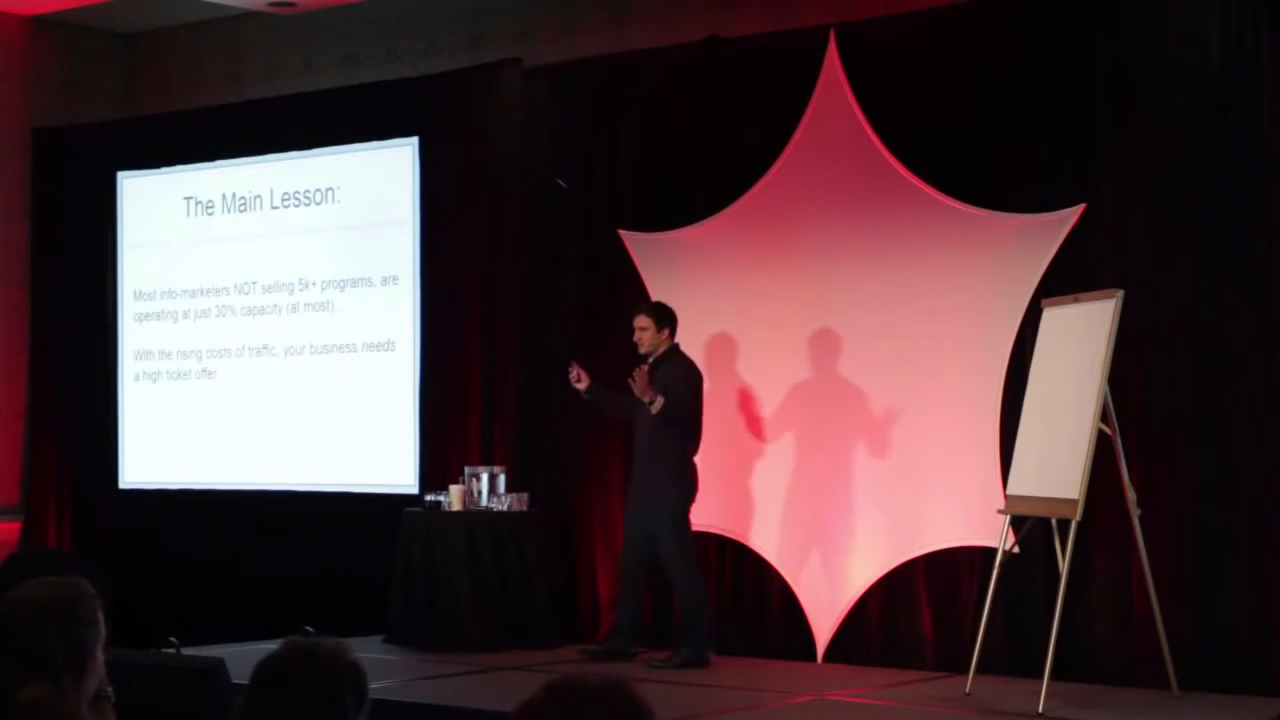 The Main Lesson:
Most info-marketers NOT selling 5k+ programs, are
operating at just 30% capacity (at most).
With the rising costs of traffic, your business needs
a high ticket offer